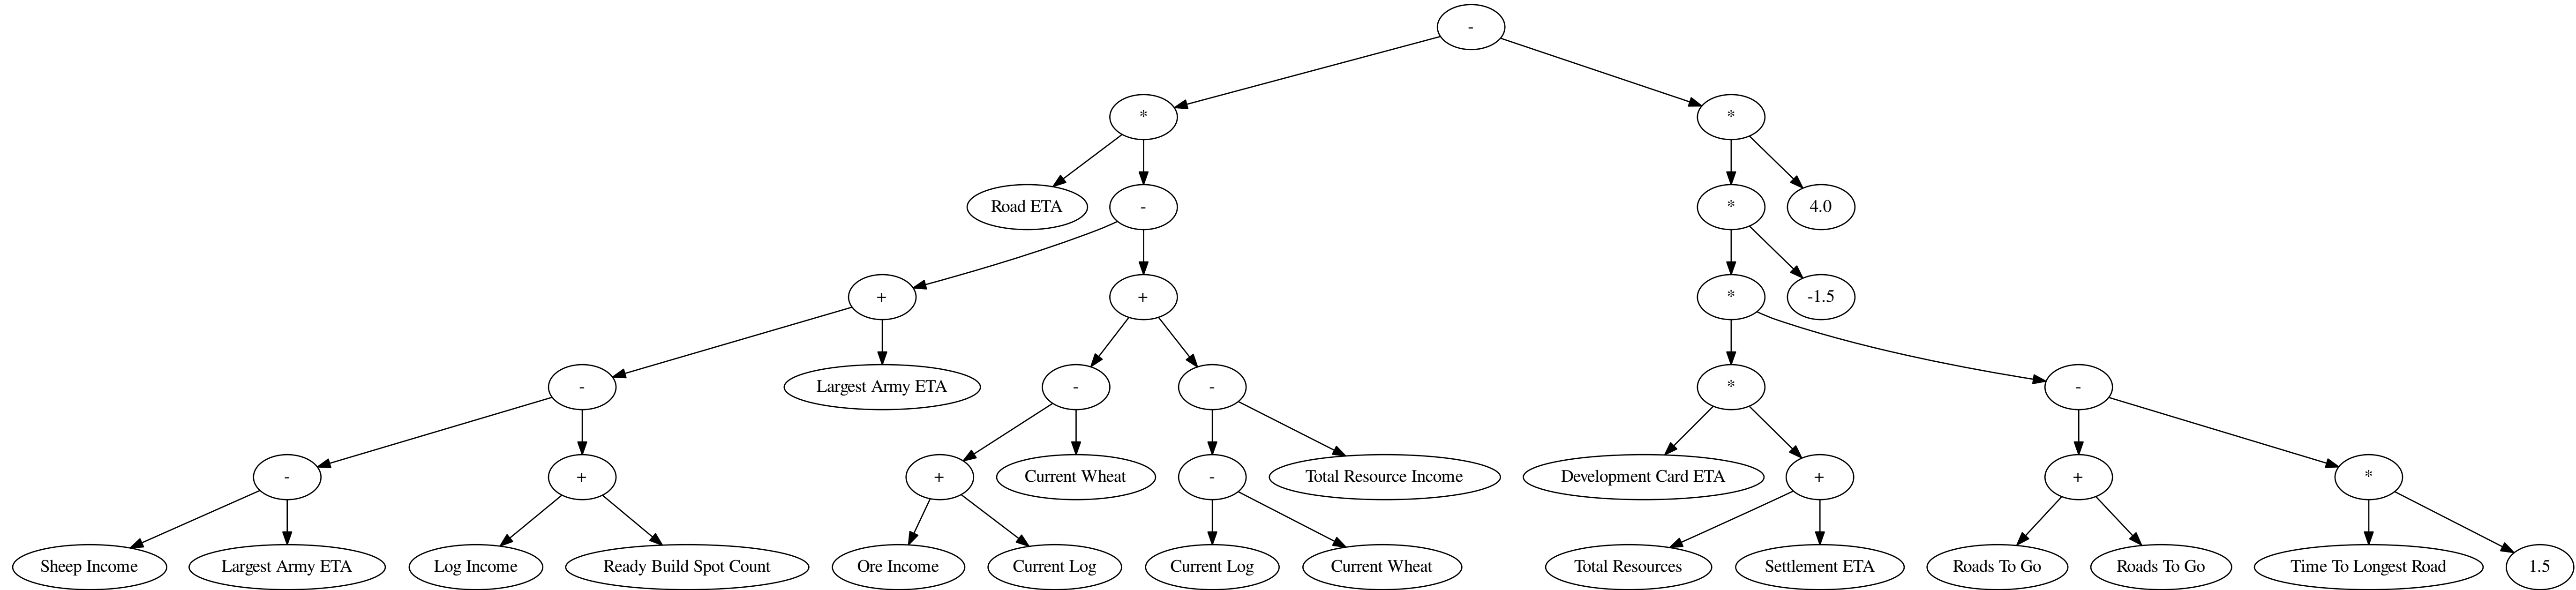 -
* *
Road ETA - * 4.0
+ + * -1.5
- Largest Army ETA - - * -
- + + Current Wheat - Total Resource Income Development Card ETA + + *
Sheep Income Largest Army ETA Log Income Ready Build Spot Count Ore Income Current Log Current Log Current Wheat Total Resources Settlement ETA Roads To Go Roads To Go Time To Longest Road 1.5